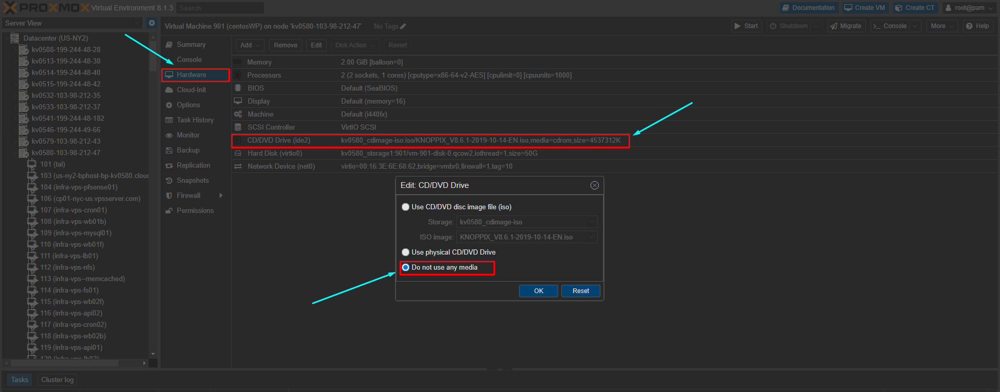 PROXMOX Virtual Environment 8.1.3 Search Documentation Create VM Create CT root@pam
Server View
Virtual Machine 901 (centosWP) on node 'kv0580-103-98-212-47' No Tags Start Shutdown Migrate Console More Help
Datacenter (US-NY2)
kv0508-199-244-48-28
kv0513-199-244-48-38
kv0514-199-244-48-40
kv0515-199-244-48-42
kv0532-103-98-212-35
kv0533-103-98-212-37
kv0541-199-244-48-182
kv0546-199-244-49-66
kv0579-103-98-212-43
kv0580-103-98-212-47
101 (tal)
103 (us-ny2-bphost-bp-kv0580.cloud
104 (infra-vps-pfsense01)
106 (cp01-nyc-us.vpsserver.com)
107 (infra-vps-cron01)
108 (infra-vps-wb01b)
109 (infra-vps-mysql01)
110 (infra-vps-wb01f)
111 (infra-vps-lb01)
112 (infra-vps-nfs)
113 (infra-vps--memcached)
114 (infra-vps-fs01)
115 (infra-vps-wb02f)
116 (infra-vps-api02)
117 (infra-vps-cron02)
118 (infra-vps-wb02b)
119 (infra-vps-api01)
120 (infra-vps-lb02)
Summary
Console
Hardware
Cloud-Init
Options
Task History
Monitor
Backup
Replication
Snapshots
Firewall
Permissions
Add Remove Edit Disk Action Revert
Memory 2.00 GiB [balloon=0]
Processors 2 (2 sockets, 1 cores) [cputype=x86-64-v2-AES] [cpulimit=0] [cpuunits=1000]
BIOS Default (SeaBIOS)
Display Default (memory=16)
Machine Default (i440fx)
SCSI Controller VirtIO SCSI
CD/DVD Drive (ide2) kv0580_cdimage-iso:iso/KNOPPIX_V8.6.1-2019-10-14-EN.iso,media=cdrom,size=4537312K
Hard Disk (virtio0) kv0580_storage1:901/vm-901-disk-0.qcow2,iothread=1,size=50G
Network Device (net0) virtio=00:16:3E:6E:68:62,bridge=vmbr0,firewall=1,tag=10
Edit: CD/DVD Drive
Use CD/DVD disc image file (iso)
Storage: kv0580_cdimage-iso
ISO image: KNOPPIX_V8.6.1-2019-10-14-EN.iso
Use physical CD/DVD Drive
Do not use any media
OK Reset
Tasks Cluster log